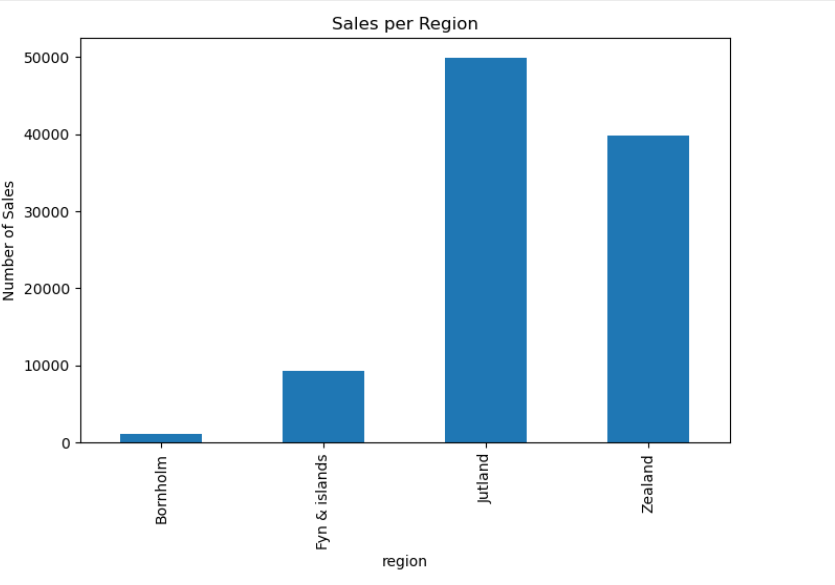 Sales per Region
Number of Sales
50000
40000
30000
20000
10000
0
Bornholm
Fyn & islands
Jutland
Zealand
region